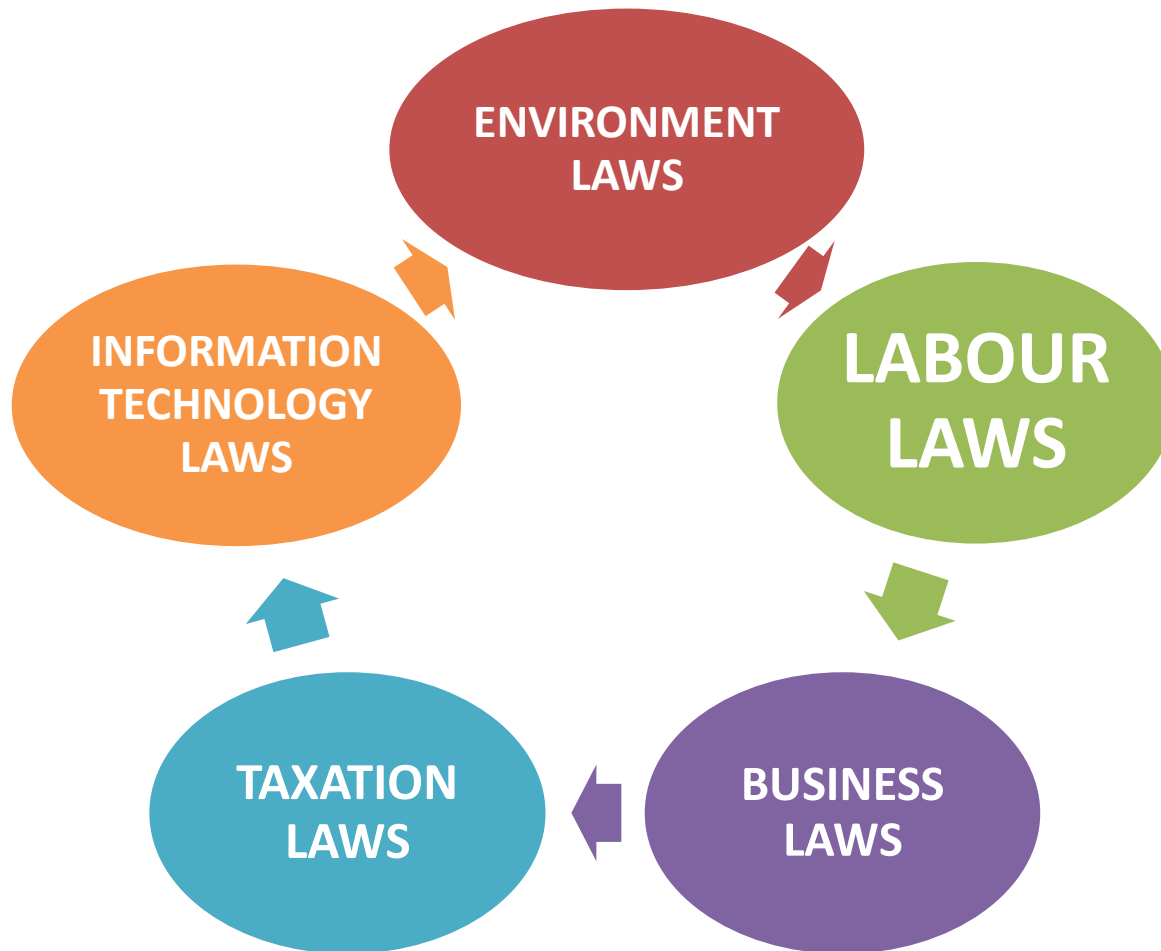 ENVIRONMENT
LAWS
LABOUR
LAWS
BUSINESS
LAWS
TAXATION
LAWS
INFORMATION
TECHNOLOGY
LAWS